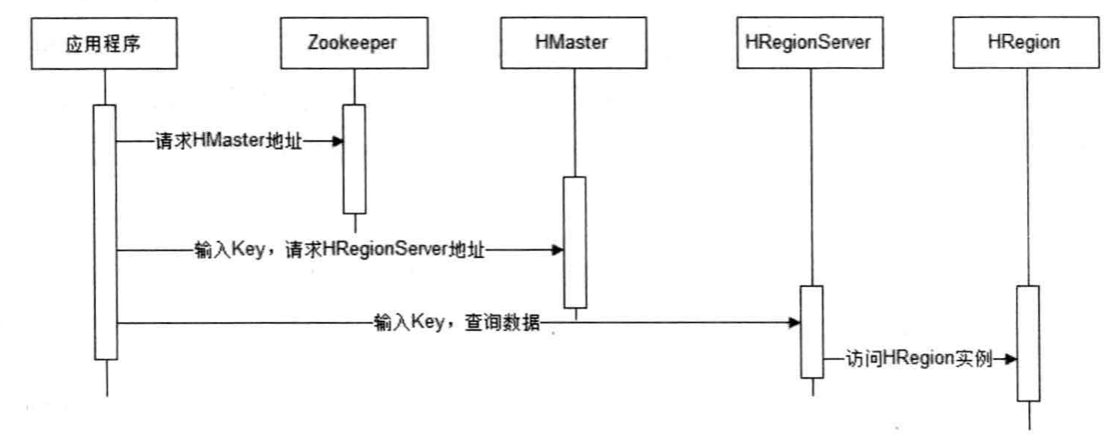 应用程序
Zookeeper
HMaster
HRegionServer
HRegion
请求HMaster地址
输入Key，请求HRegionServer地址
输入Key，查询数据
访问HRegion实例